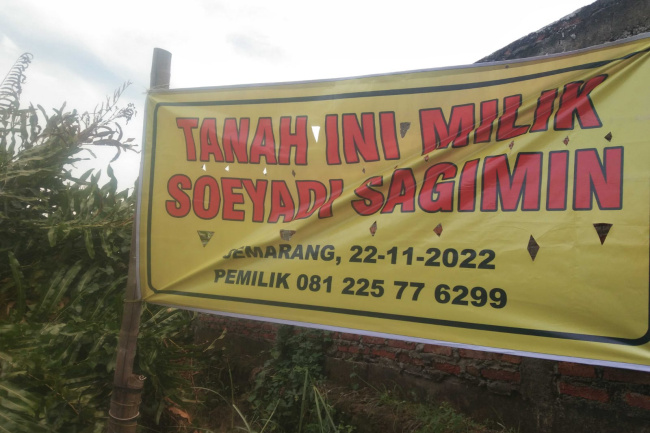 TANAH INI MILIK
SOEYADI SAGIMIN
SEMARANG, 22-11-2022
PEMILIK 081 225 77 6299